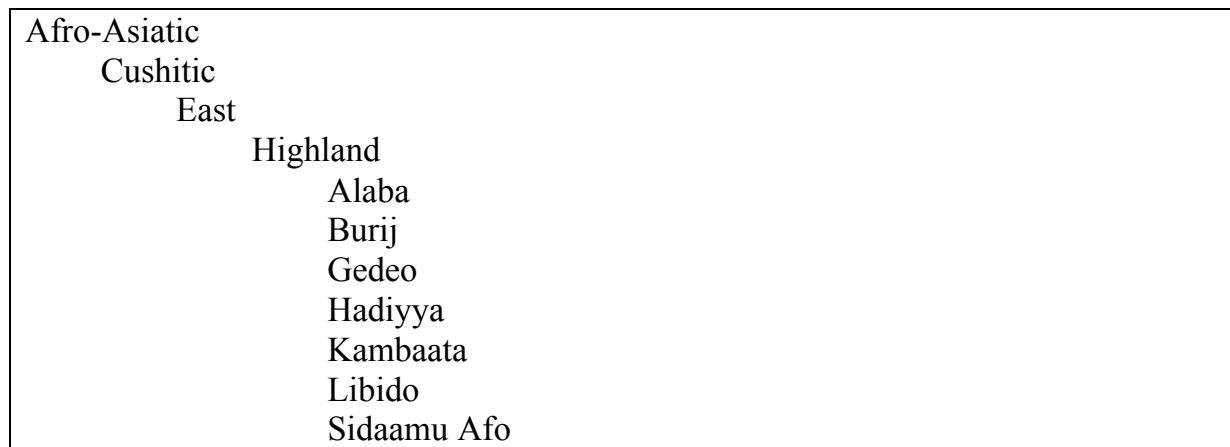 Afro-Asiatic
Cushitic
East
Highland
Alaba
Burij
Gedeo
Hadiyya
Kambaata
Libido
Sidaamu Afo